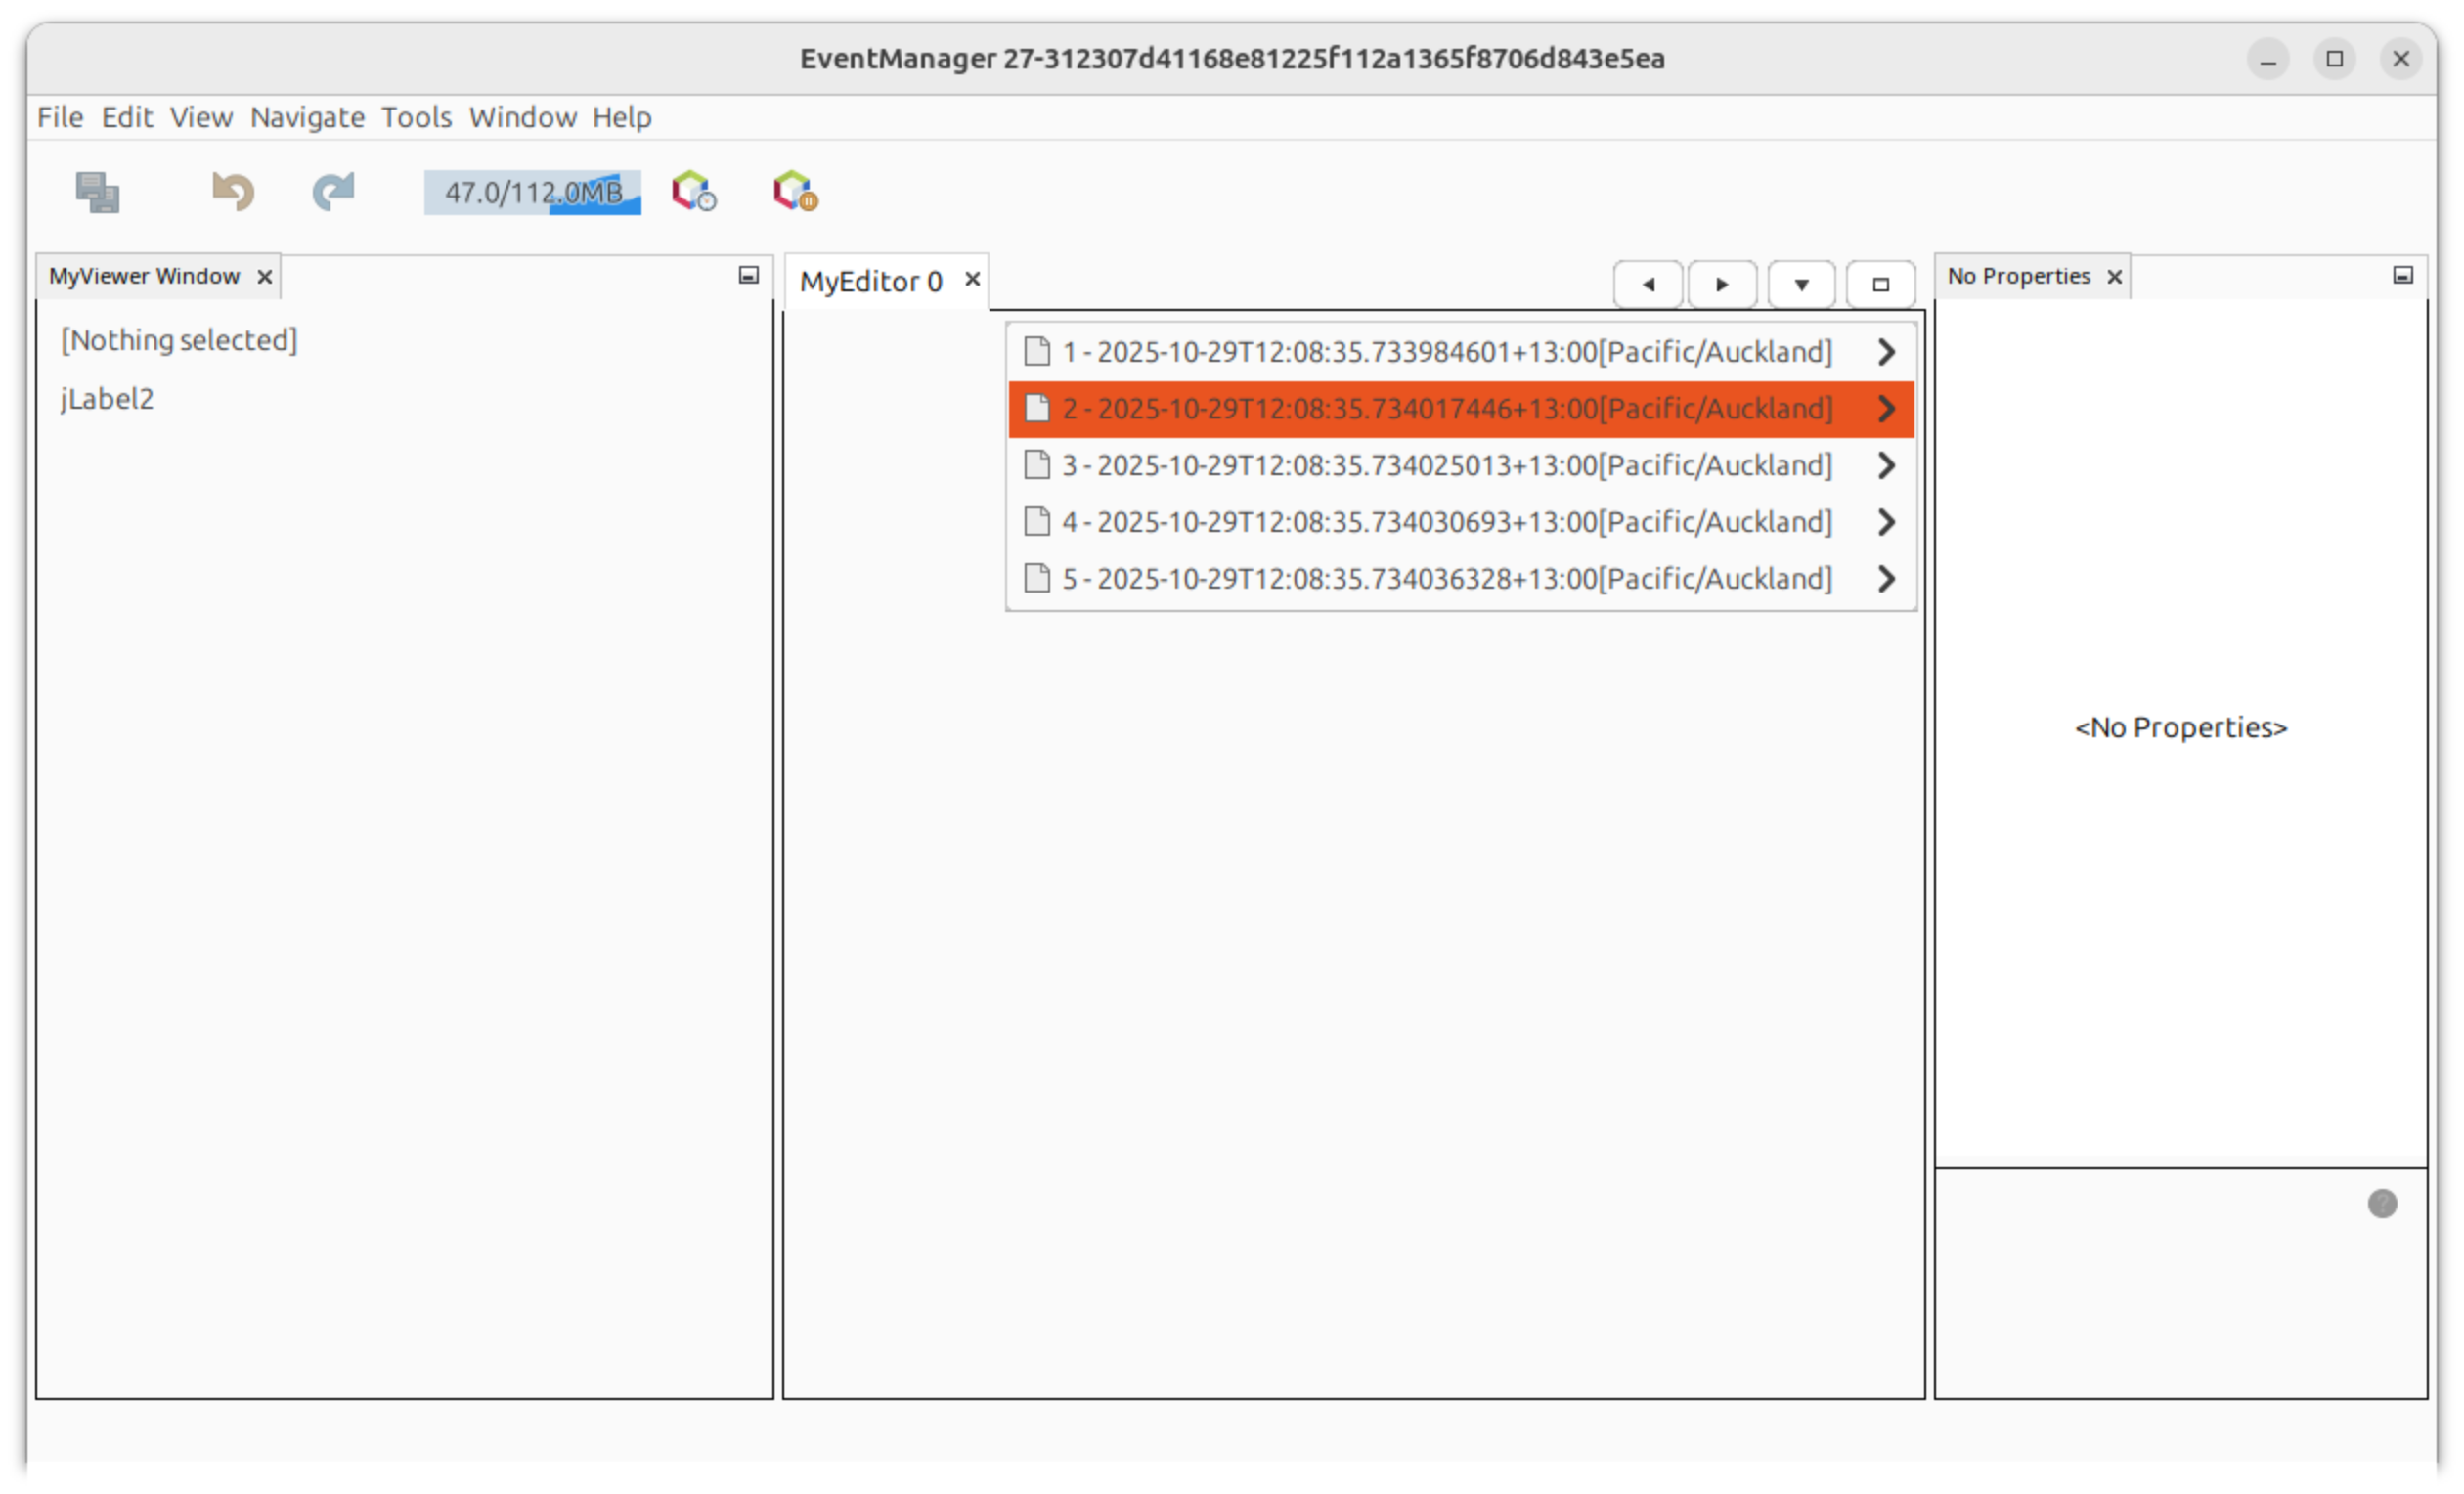 EventManager 27-312307d41168e81225f112a1365f8706d843e5ea
File Edit View Navigate Tools Window Help
47.0/112.0MB
MyViewer Window
[Nothing selected]
jLabel2
MyEditor 0
1 - 2025-10-29T12:08:35.733984601+13:00[Pacific/Auckland]
2 - 2025-10-29T12:08:35.734017446+13:00[Pacific/Auckland]
3 - 2025-10-29T12:08:35.734025013+13:00[Pacific/Auckland]
4 - 2025-10-29T12:08:35.734030693+13:00[Pacific/Auckland]
5 - 2025-10-29T12:08:35.734036328+13:00[Pacific/Auckland]
No Properties
<No Properties>
?